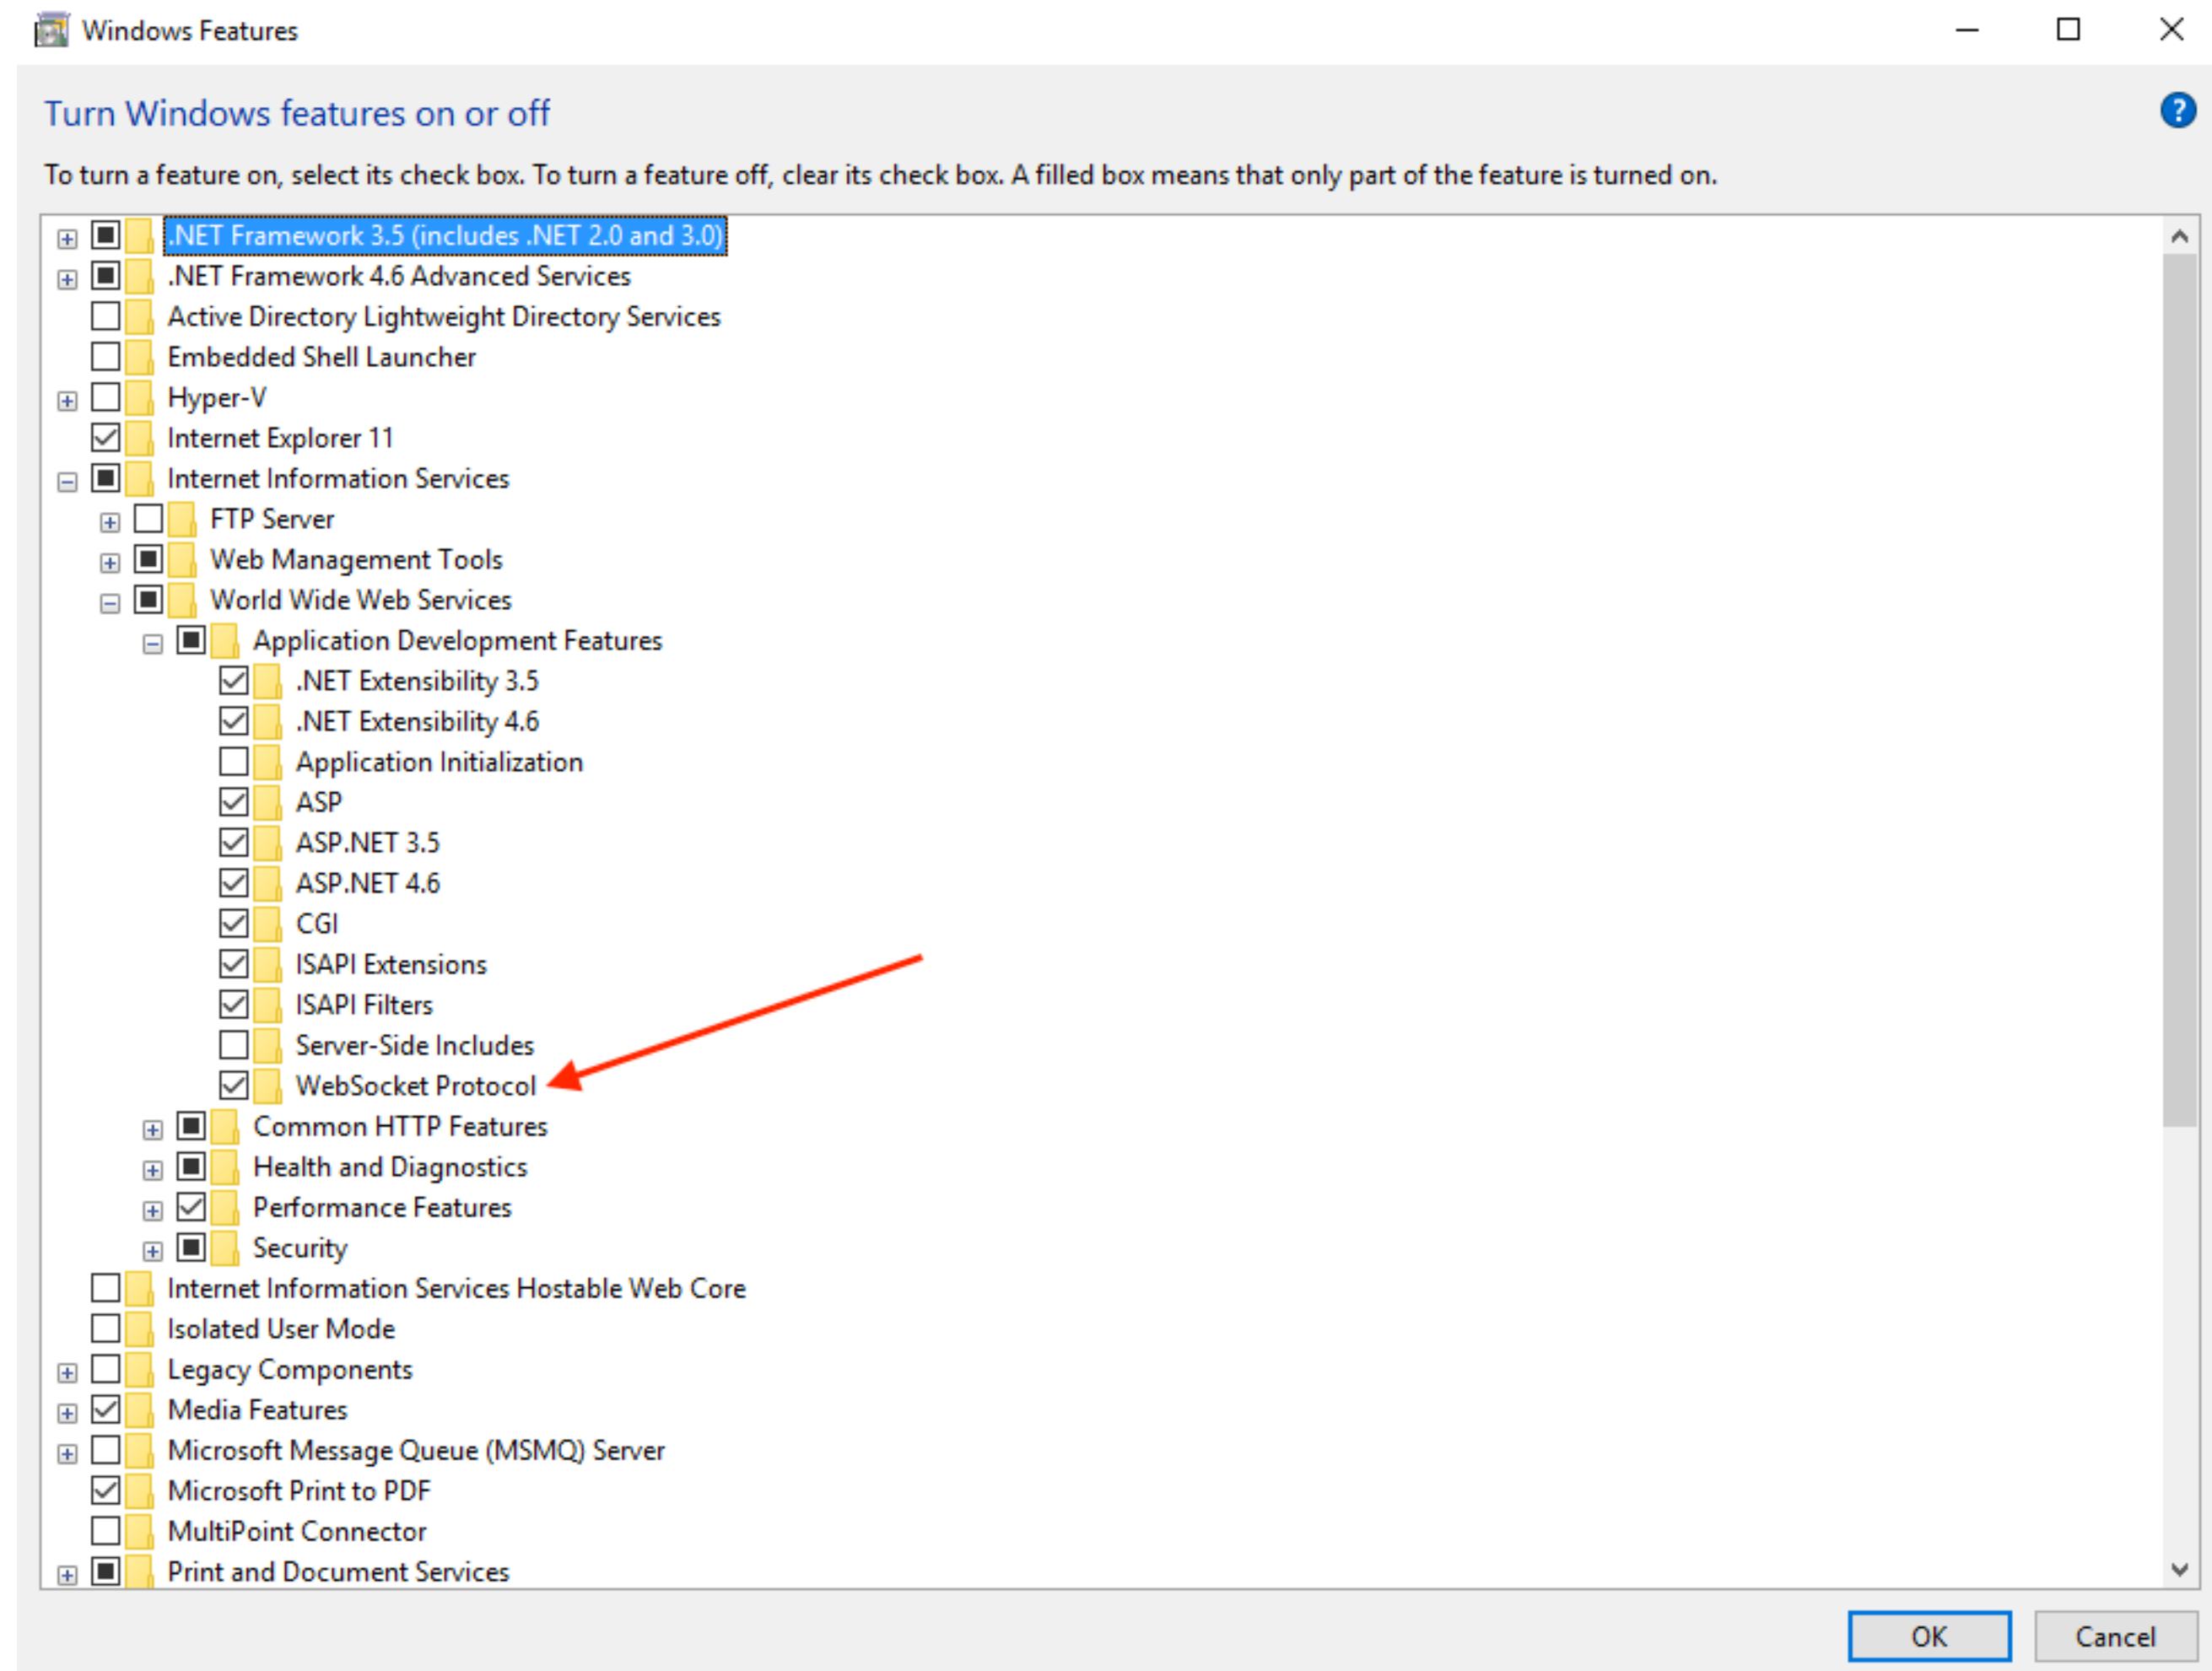 Windows Features
Turn Windows features on or off
To turn a feature on, select its check box. To turn a feature off, clear its check box. A filled box means that only part of the feature is turned on.
.NET Framework 3.5 (includes .NET 2.0 and 3.0)
.NET Framework 4.6 Advanced Services
Active Directory Lightweight Directory Services
Embedded Shell Launcher
Hyper-V
Internet Explorer 11
Internet Information Services
FTP Server
Web Management Tools
World Wide Web Services
Application Development Features
.NET Extensibility 3.5
.NET Extensibility 4.6
Application Initialization
ASP
ASP.NET 3.5
ASP.NET 4.6
CGI
ISAPI Extensions
ISAPI Filters
Server-Side Includes
WebSocket Protocol
Common HTTP Features
Health and Diagnostics
Performance Features
Security
Internet Information Services Hostable Web Core
Isolated User Mode
Legacy Components
Media Features
Microsoft Message Queue (MSMQ) Server
Microsoft Print to PDF
MultiPoint Connector
Print and Document Services
OK
Cancel